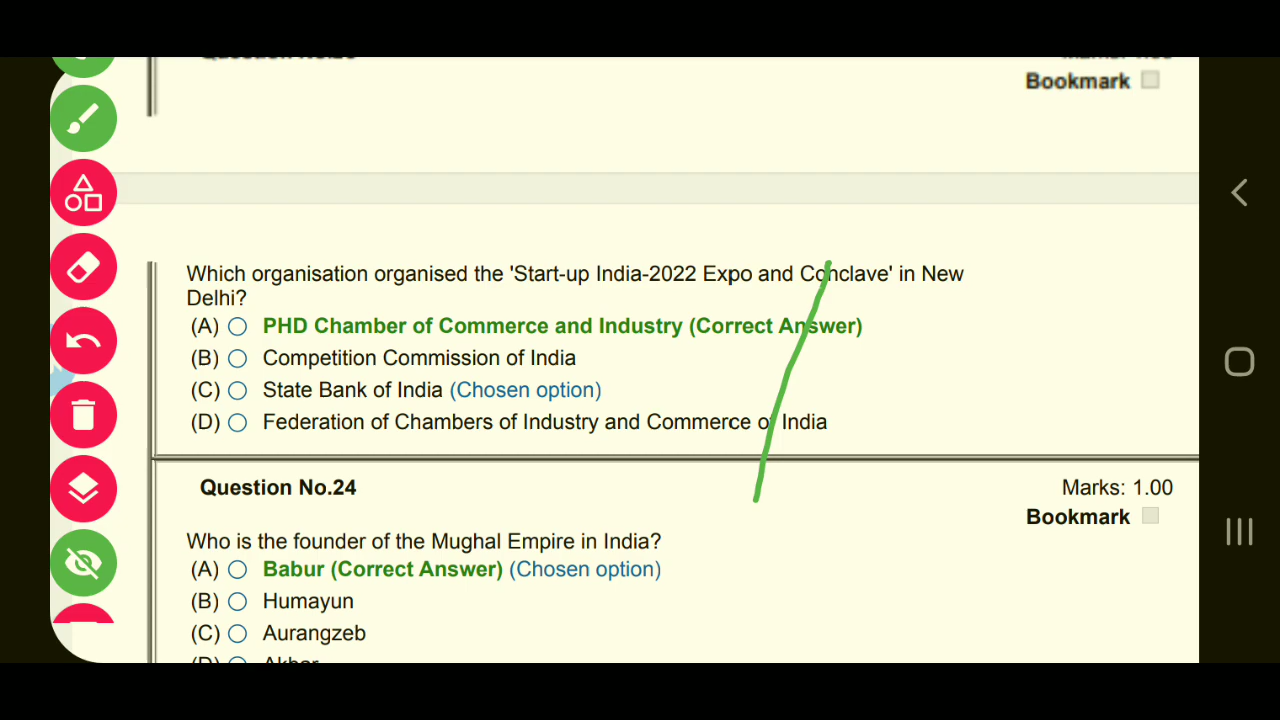 Bookmark
Which organisation organised the 'Start-up India-2022 Expo and Conclave' in New
Delhi?
(A) PHD Chamber of Commerce and Industry (Correct Answer)
(B) Competition Commission of India
(C) State Bank of India (Chosen option)
(D) Federation of Chambers of Industry and Commerce of India
Question No.24 Marks: 1.00
Bookmark
Who is the founder of the Mughal Empire in India?
(A) Babur (Correct Answer) (Chosen option)
(B) Humayun
(C) Aurangzeb
(D) Akbar